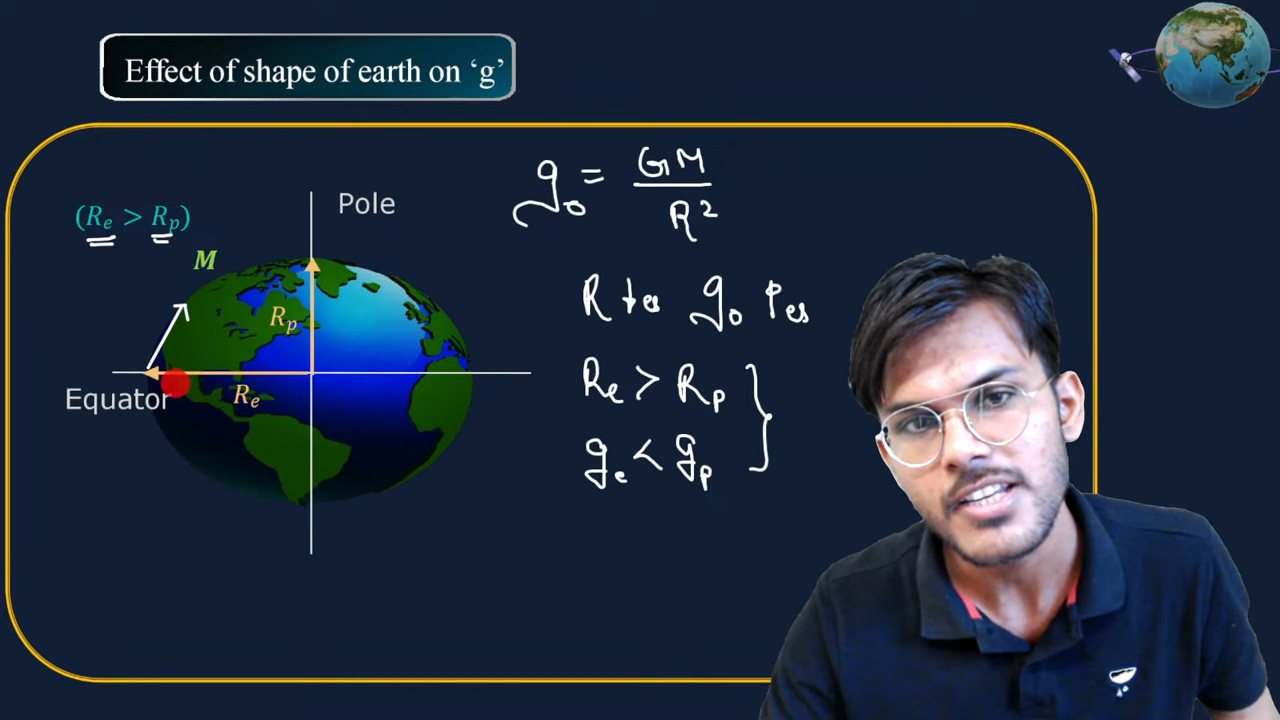 Effect of shape of earth on ‘g’
(Rₑ > Rₚ)
Pole
M
Rₚ
Equator
Rₑ
g₀ = GM / R²
R ↓es g₀ ↑es
Rₑ > Rₚ }
gₑ < gₚ